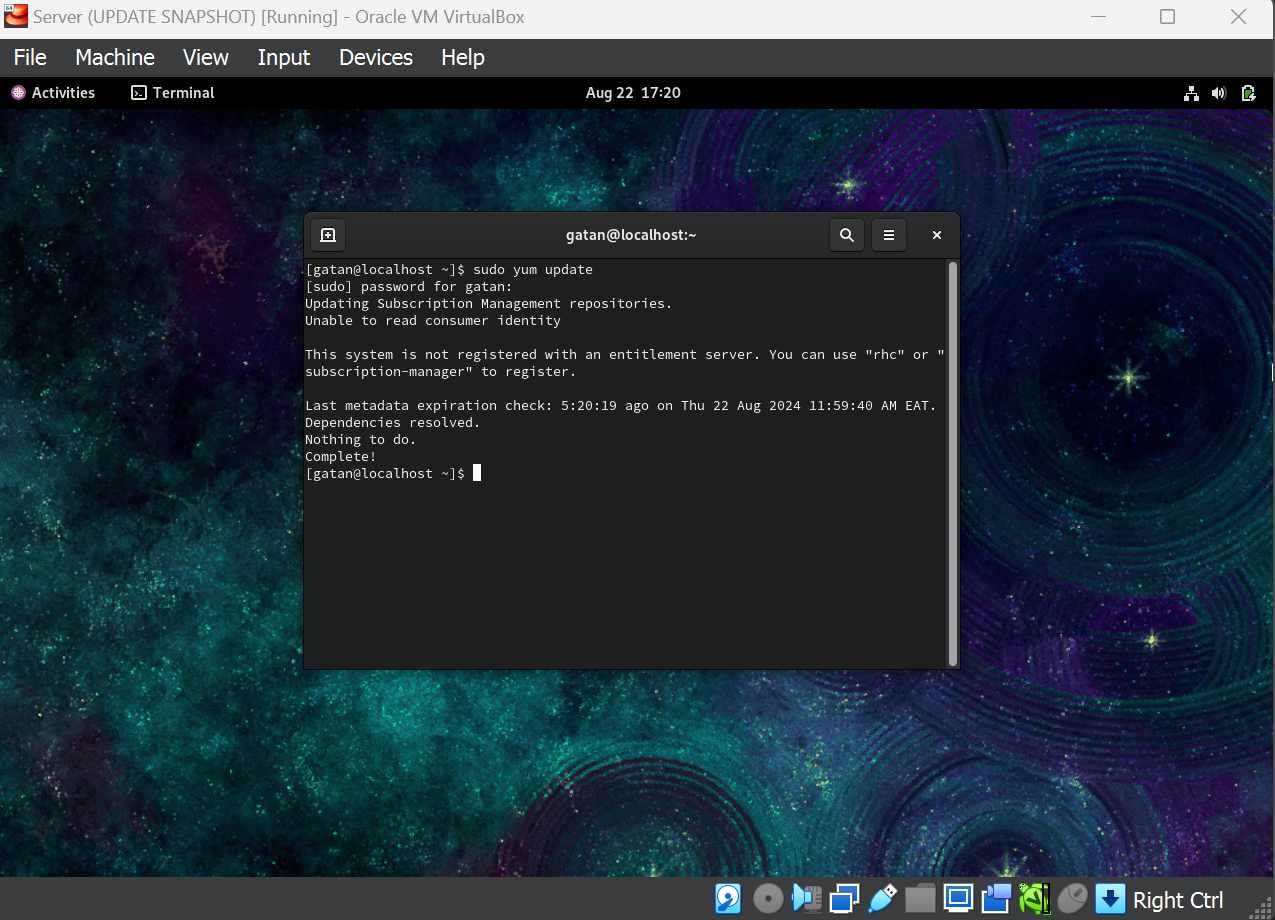 Server (UPDATE SNAPSHOT) [Running] - Oracle VM VirtualBox
File Machine View Input Devices Help
Activities Terminal Aug 22 17:20
gatan@localhost:~
[gatan@localhost ~]$ sudo yum update
[sudo] password for gatan:
Updating Subscription Management repositories.
Unable to read consumer identity
This system is not registered with an entitlement server. You can use "rhc" or "
subscription-manager" to register.
Last metadata expiration check: 5:20:19 ago on Thu 22 Aug 2024 11:59:40 AM EAT.
Dependencies resolved.
Nothing to do.
Complete!
[gatan@localhost ~]$
Right Ctrl